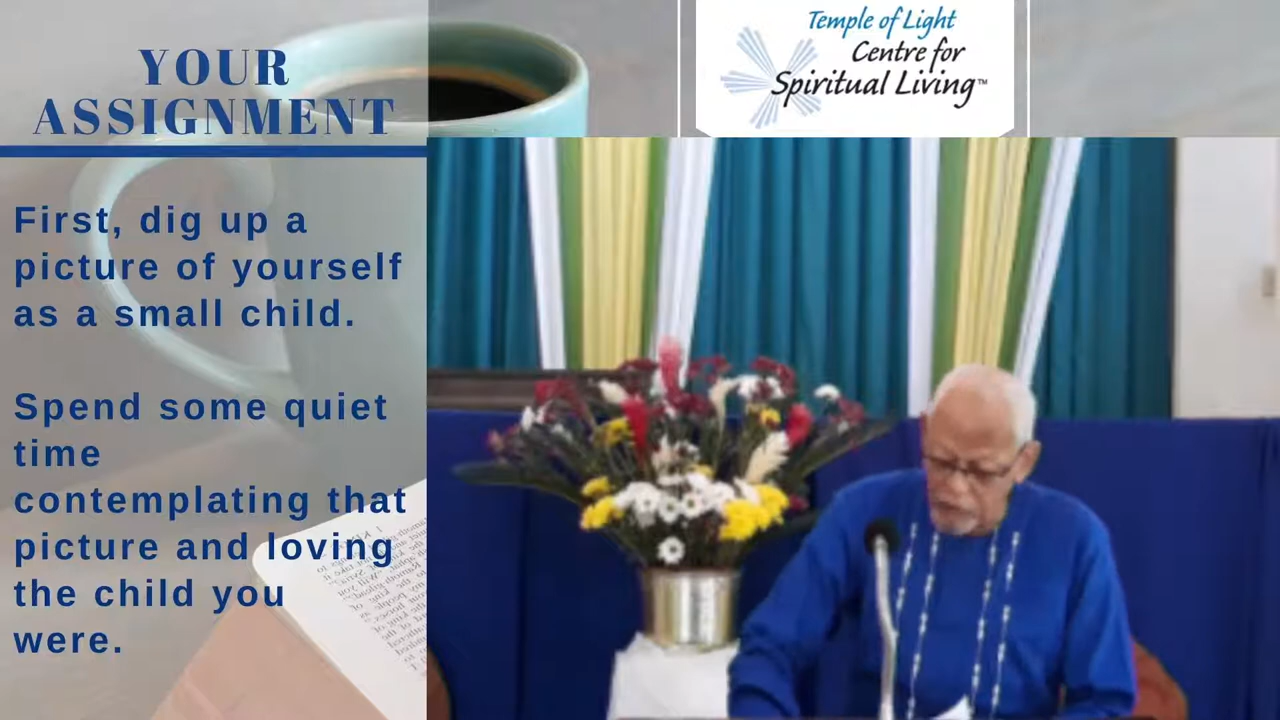 YOUR
ASSIGNMENT
First, dig up a
picture of yourself
as a small child.
Spend some quiet
time
contemplating that
picture and loving
the child you
were.
Temple of Light
Centre for
Spiritual Living™